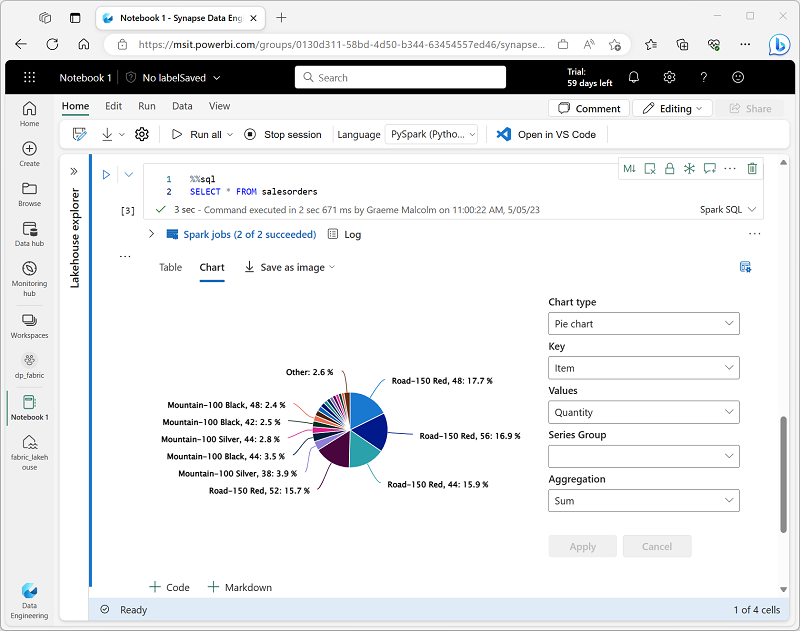 Notebook 1 - Synapse Data Eng
https://msit.powerbi.com/groups/0130d311-58bd-4d50-b344-63454557ed46/synapse...
Notebook 1
No label
Saved
Search
Trial:
59 days left
Home
Edit
Run
Data
View
Comment
Editing
Share
Run all
Stop session
Language
PySpark (Pytho...
Open in VS Code
Home
Create
Browse
Data hub
Monitoring
hub
Workspaces
dp_fabric
Notebook 1
fabric_lakeh
ouse
Data
Engineering
Lakehouse explorer
M↓
1 %%sql
2 SELECT * FROM salesorders
[3]
3 sec - Command executed in 2 sec 671 ms by Graeme Malcolm on 11:00:22 AM, 5/05/23
Spark SQL
Spark jobs (2 of 2 succeeded)
Log
Table
Chart
Save as image
Other: 2.6 %
Road-150 Red, 48: 17.7 %
Mountain-100 Black, 48: 2.4 %
Mountain-100 Black, 42: 2.5 %
Road-150 Red, 56: 16.9 %
Mountain-100 Silver, 44: 2.8 %
Mountain-100 Black, 44: 3.5 %
Mountain-100 Silver, 38: 3.9 %
Road-150 Red, 44: 15.9 %
Road-150 Red, 52: 15.7 %
Chart type
Pie chart
Key
Item
Values
Quantity
Series Group
Aggregation
Sum
Apply
Cancel
Code
Markdown
Ready
1 of 4 cells